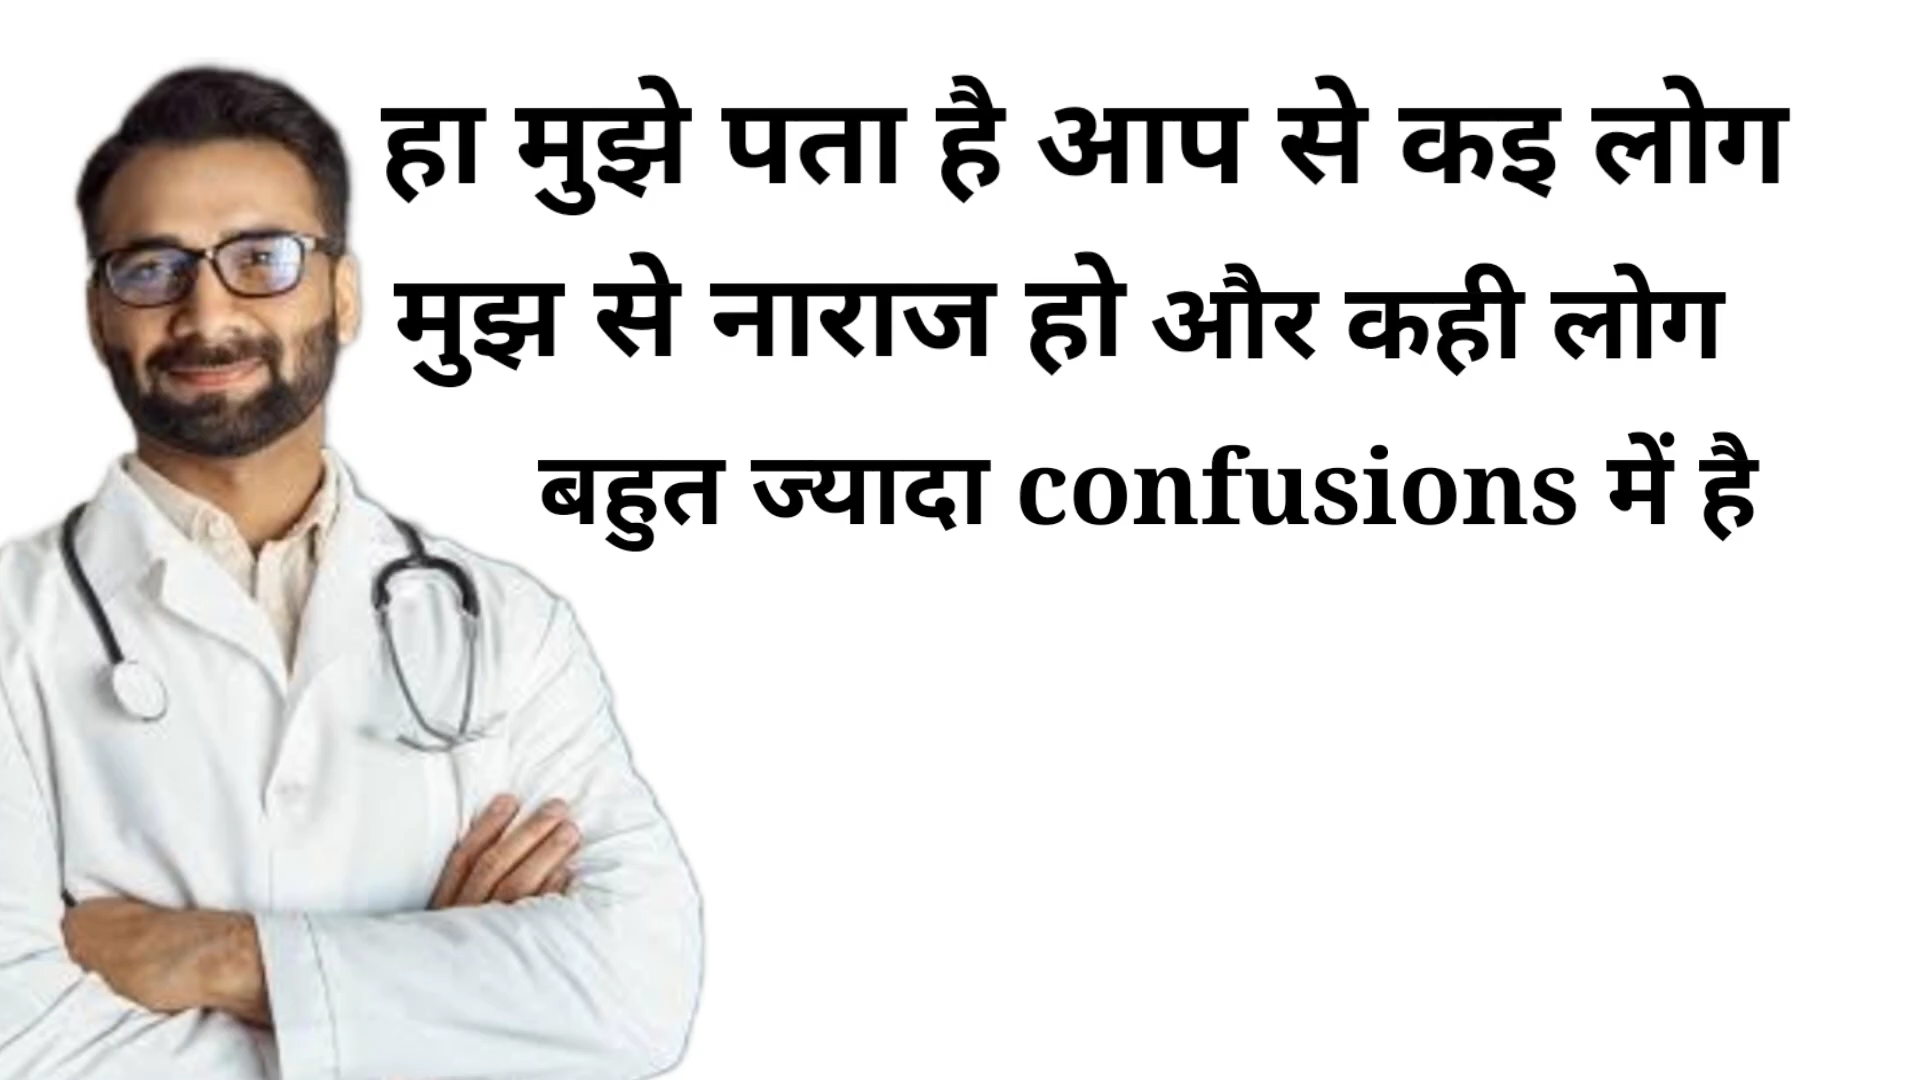 हा मुझे पता है आप से कइ लोग
मुझ से नाराज हो और कही लोग
बहुत ज्यादा confusions में है